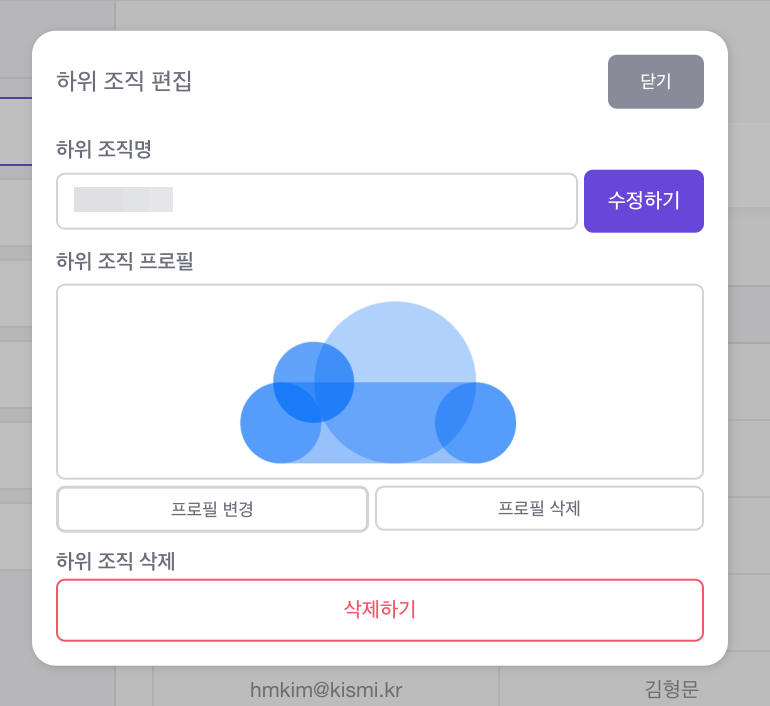 하위 조직 편집
닫기
하위 조직명
수정하기
하위 조직 프로필
프로필 변경
프로필 삭제
하위 조직 삭제
삭제하기
hmkim@kismi.kr
김형문